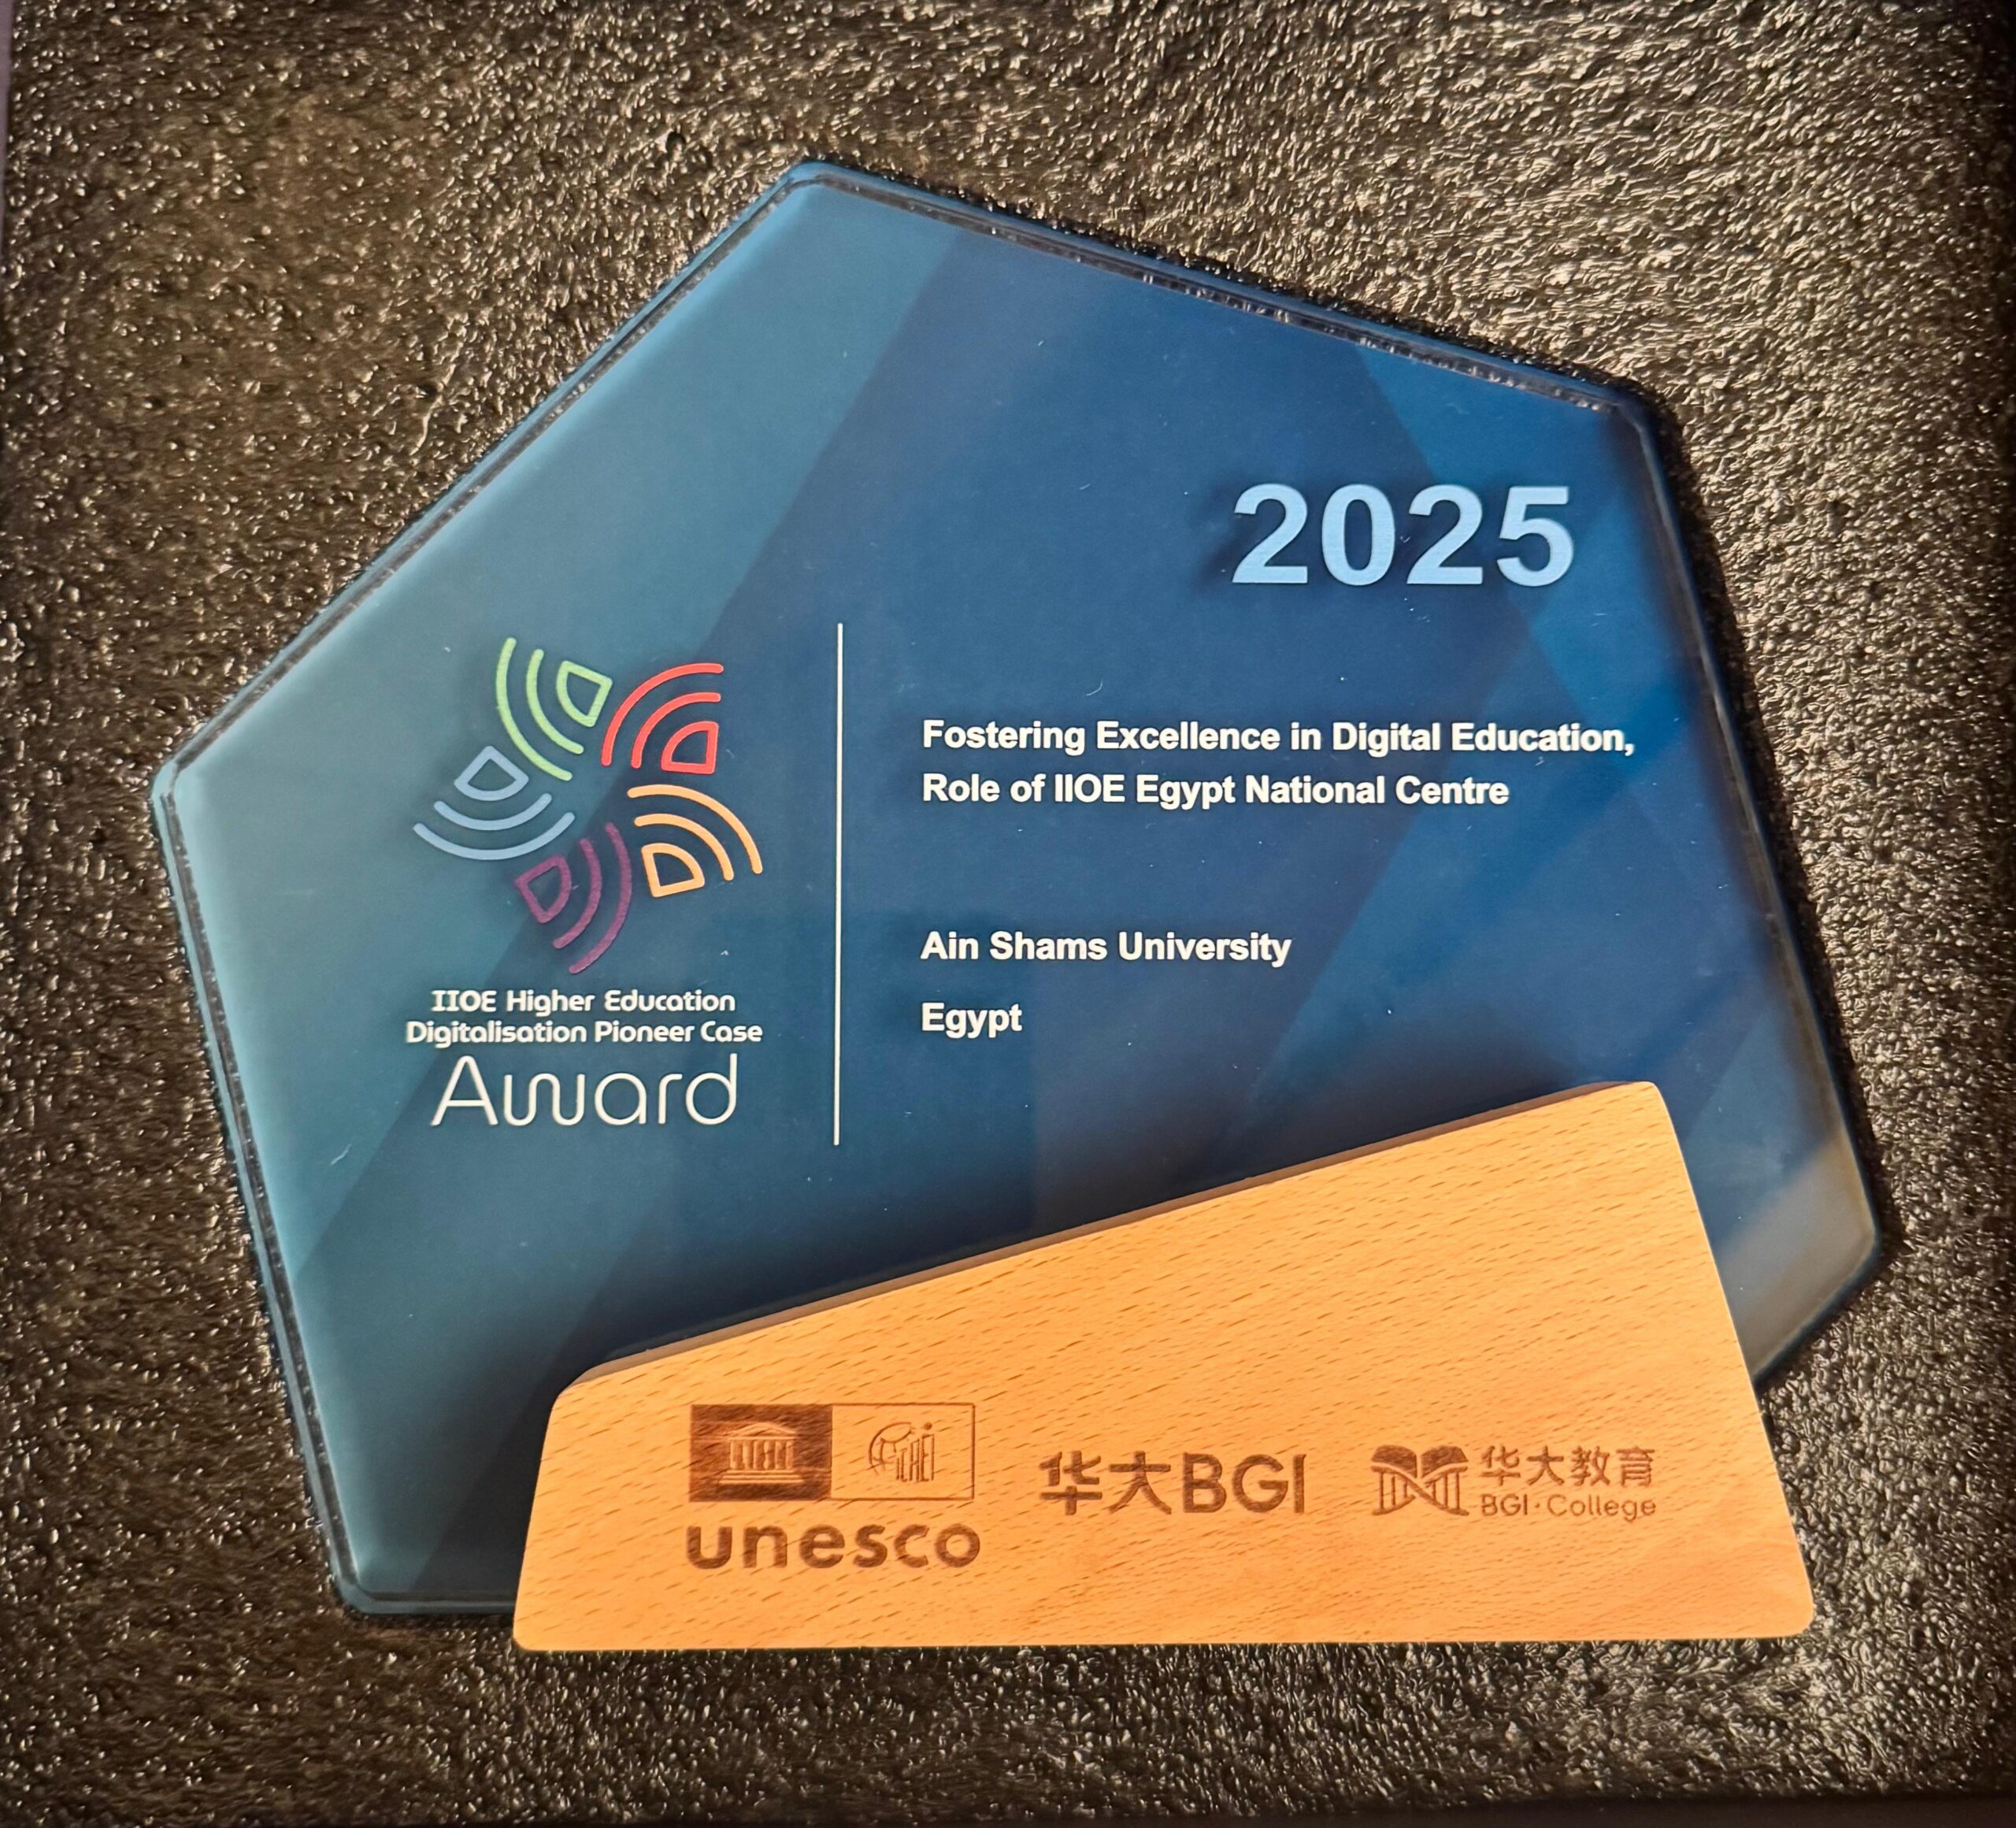 2025
Fostering Excellence in Digital Education,
Role of IIOE Egypt National Centre
Ain Shams University
Egypt
IIOE Higher Education
Digitalisation Pioneer Case
Award
ICHEI
unesco
华大BGI
华大教育
BGI·College